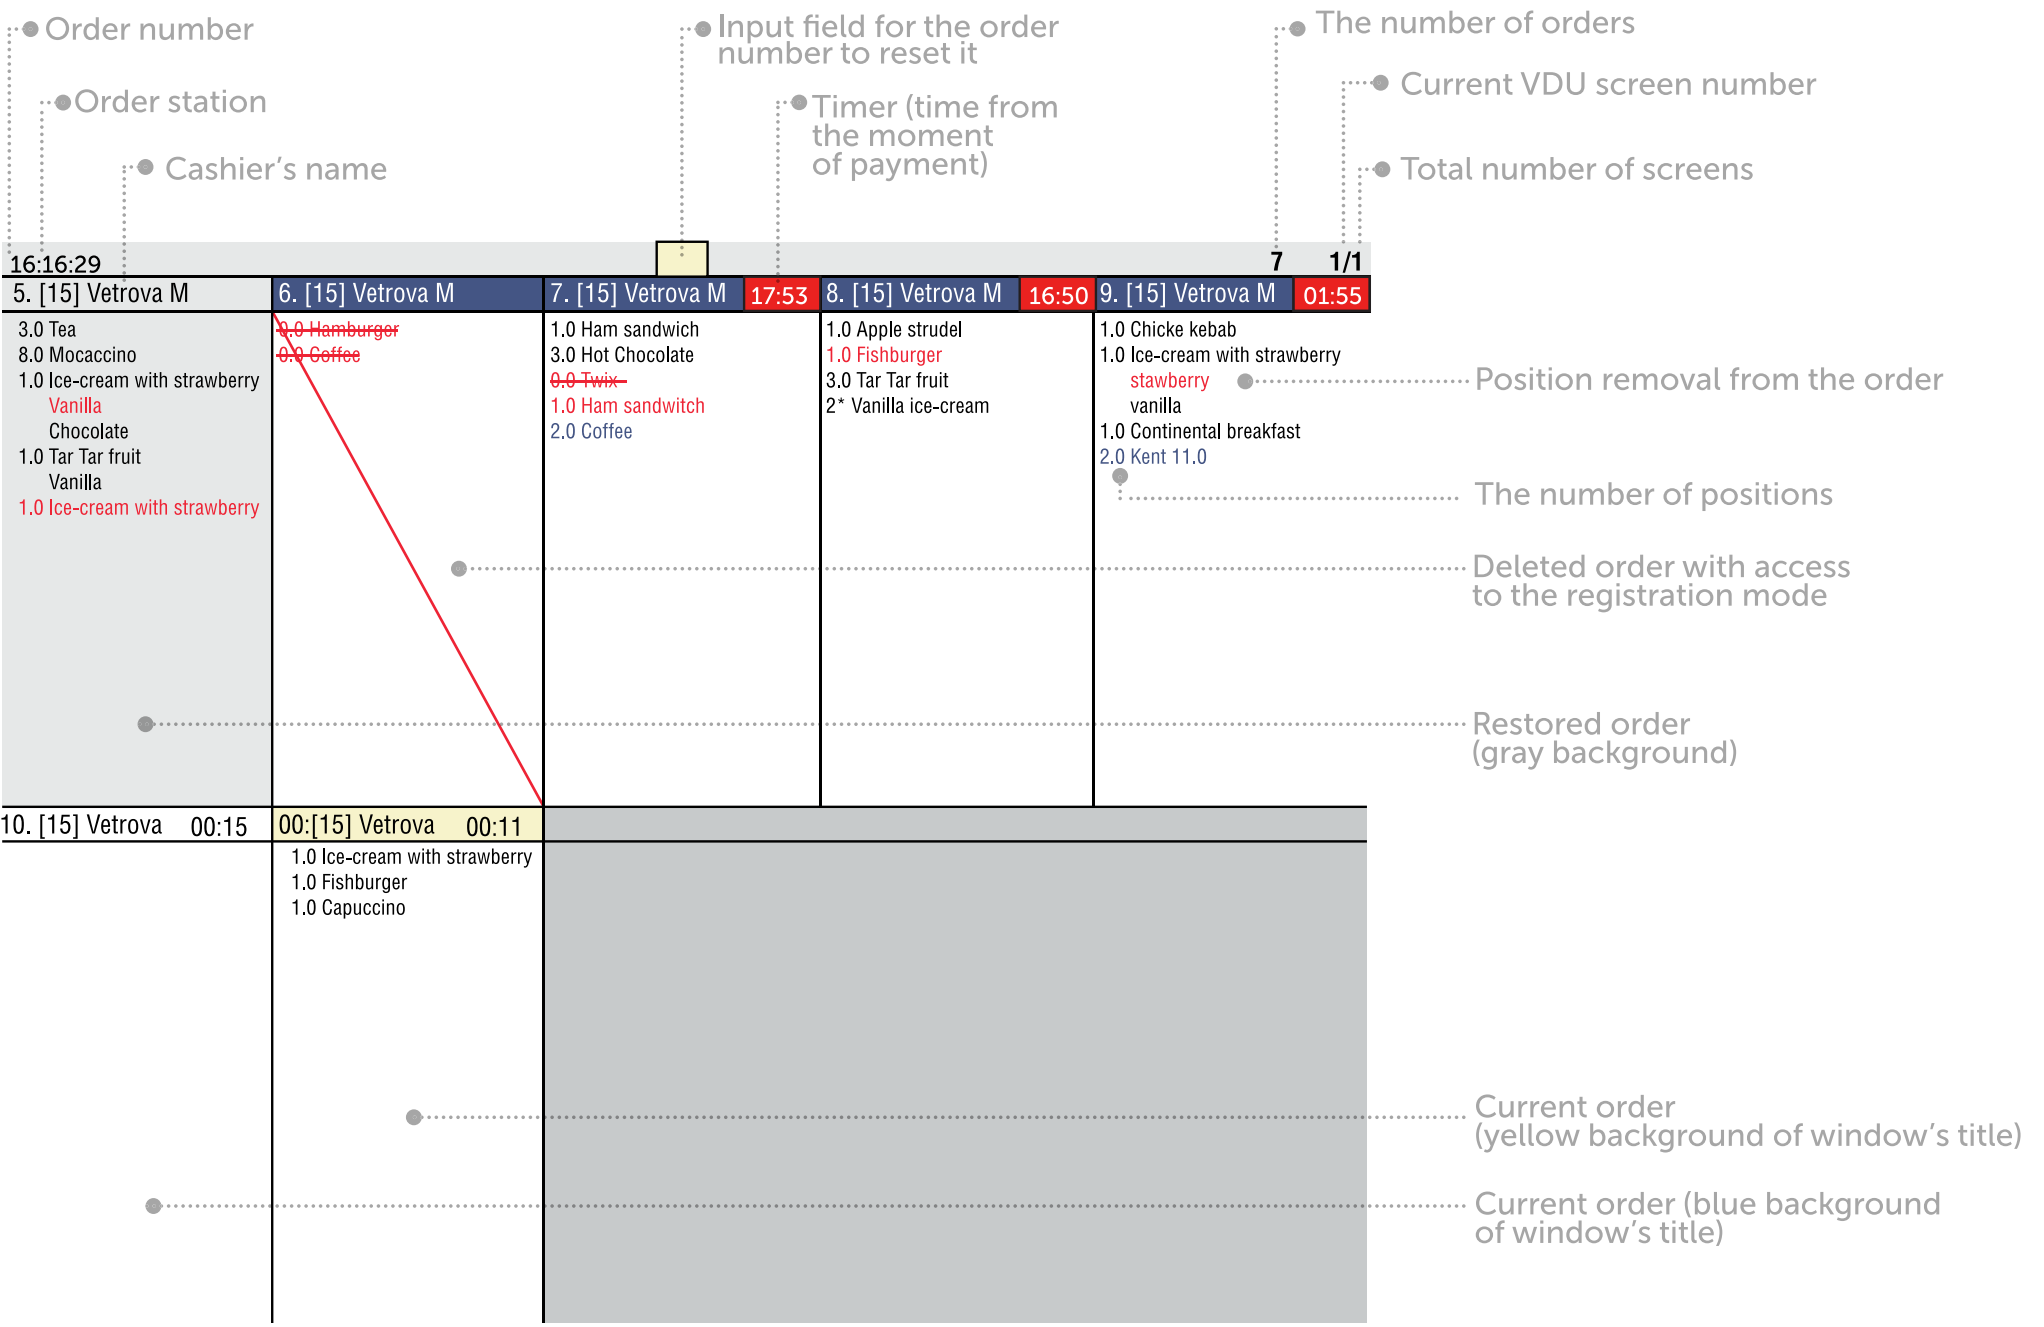 Order number
Input field for the order
number to reset it
The number of orders
Current VDU screen number
Order station
Timer (time from
the moment
of payment)
Cashier's name
Total number of screens
16:16:29
7
1/1
5. [15] Vetrova M
6. [15] Vetrova M
7. [15] Vetrova M 17:53
8. [15] Vetrova M 16:50
9. [15] Vetrova M 01:55
3.0 Tea
8.0 Mocaccino
1.0 Ice-cream with strawberry
Vanilla
Chocolate
1.0 Tar Tar fruit
Vanilla
1.0 Ice-cream with strawberry
0.0 Hamburger
0.0 Coffee
1.0 Ham sandwich
3.0 Hot Chocolate
0.0 Twix
1.0 Ham sandwitch
2.0 Coffee
1.0 Apple strudel
1.0 Fishburger
3.0 Tar Tar fruit
2* Vanilla ice-cream
1.0 Chicke kebab
1.0 Ice-cream with strawberry
stawberry
vanilla
1.0 Continental breakfast
2.0 Kent 11.0
Position removal from the order
The number of positions
Deleted order with access
to the registration mode
Restored order
(gray background)
10. [15] Vetrova 00:15
00:[15] Vetrova 00:11
1.0 Ice-cream with strawberry
1.0 Fishburger
1.0 Capuccino
Current order
(yellow background of window's title)
Current order (blue background
of window's title)